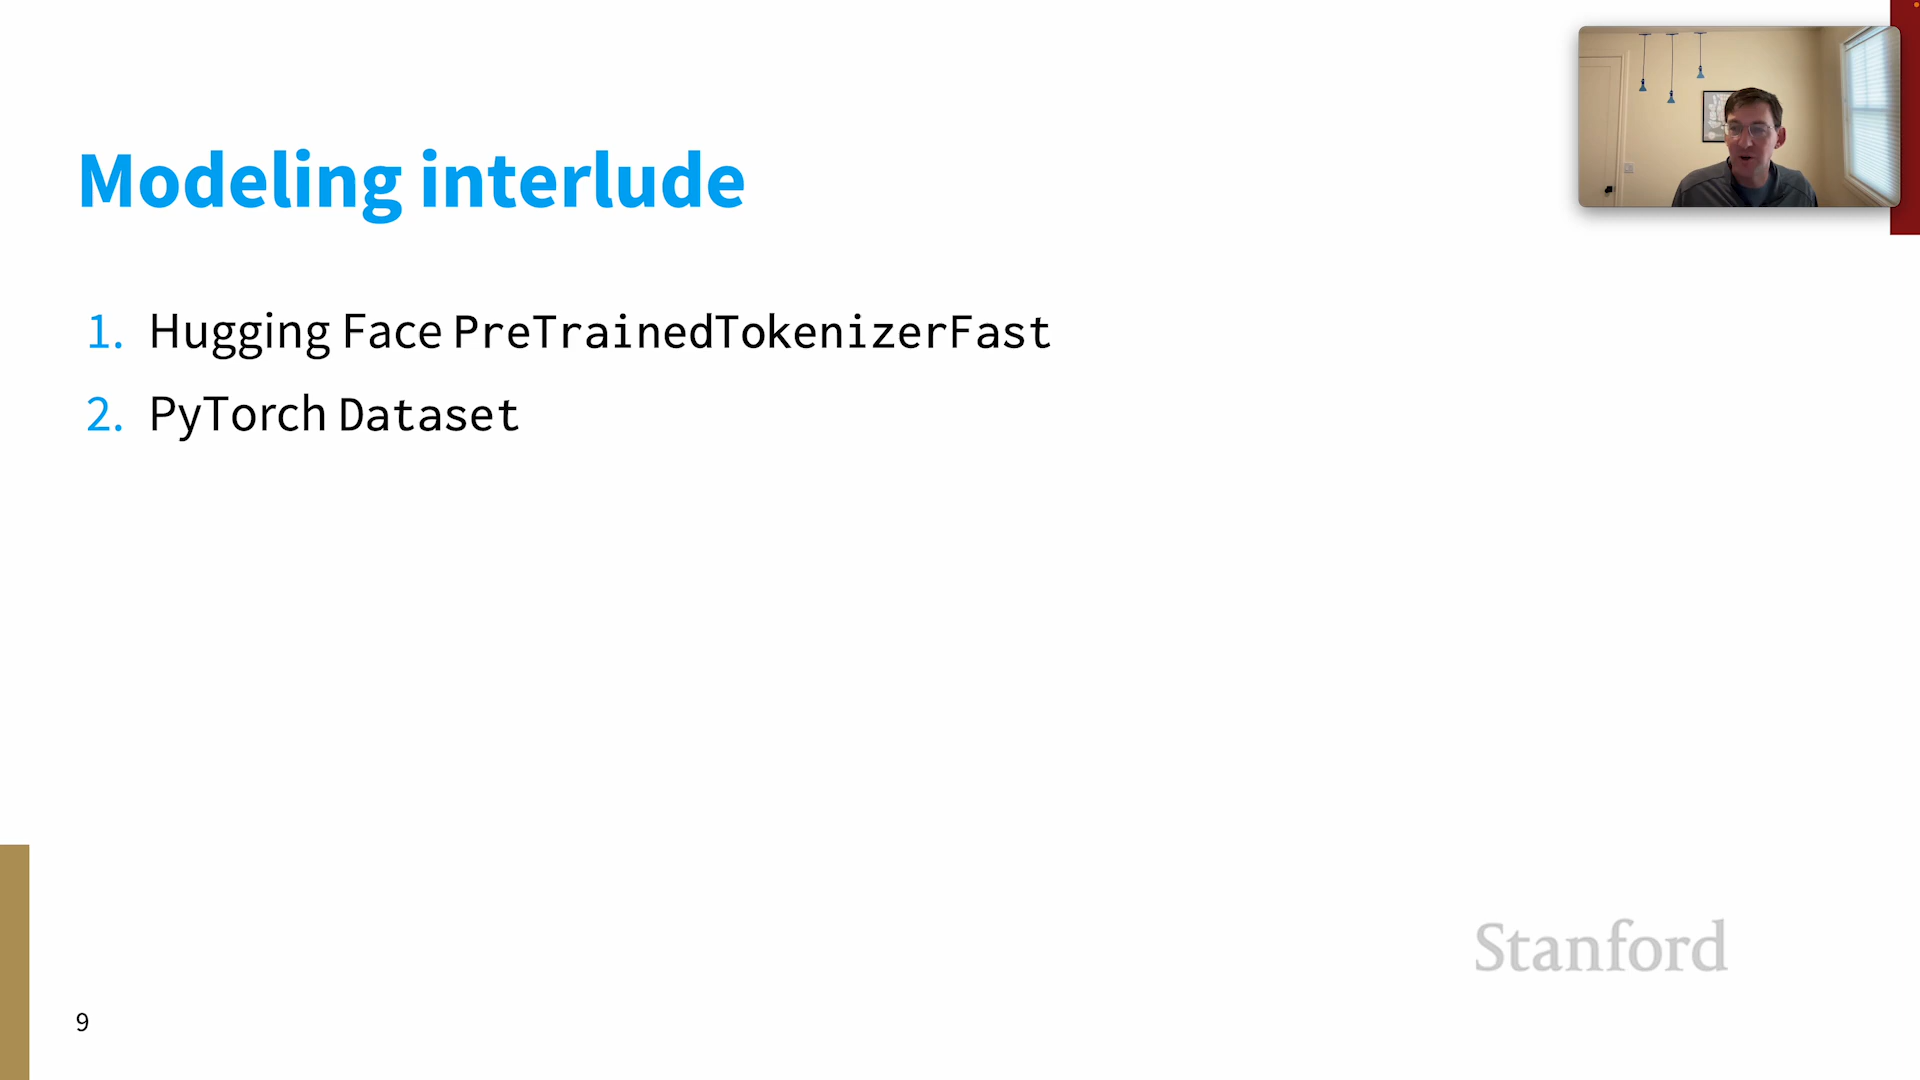 Modeling interlude
1. Hugging Face PreTrainedTokenizerFast
2. PyTorch Dataset
Stanford
9